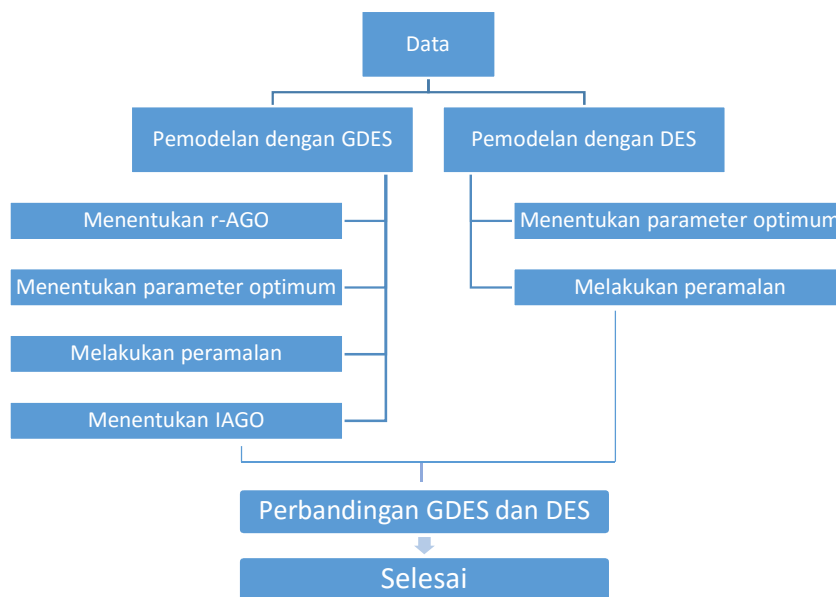 Data
Pemodelan dengan GDES
Pemodelan dengan DES
Menentukan r-AGO
Menentukan parameter optimum
Melakukan peramalan
Menentukan IAGO
Menentukan parameter optimum
Melakukan peramalan
Perbandingan GDES dan DES
Selesai